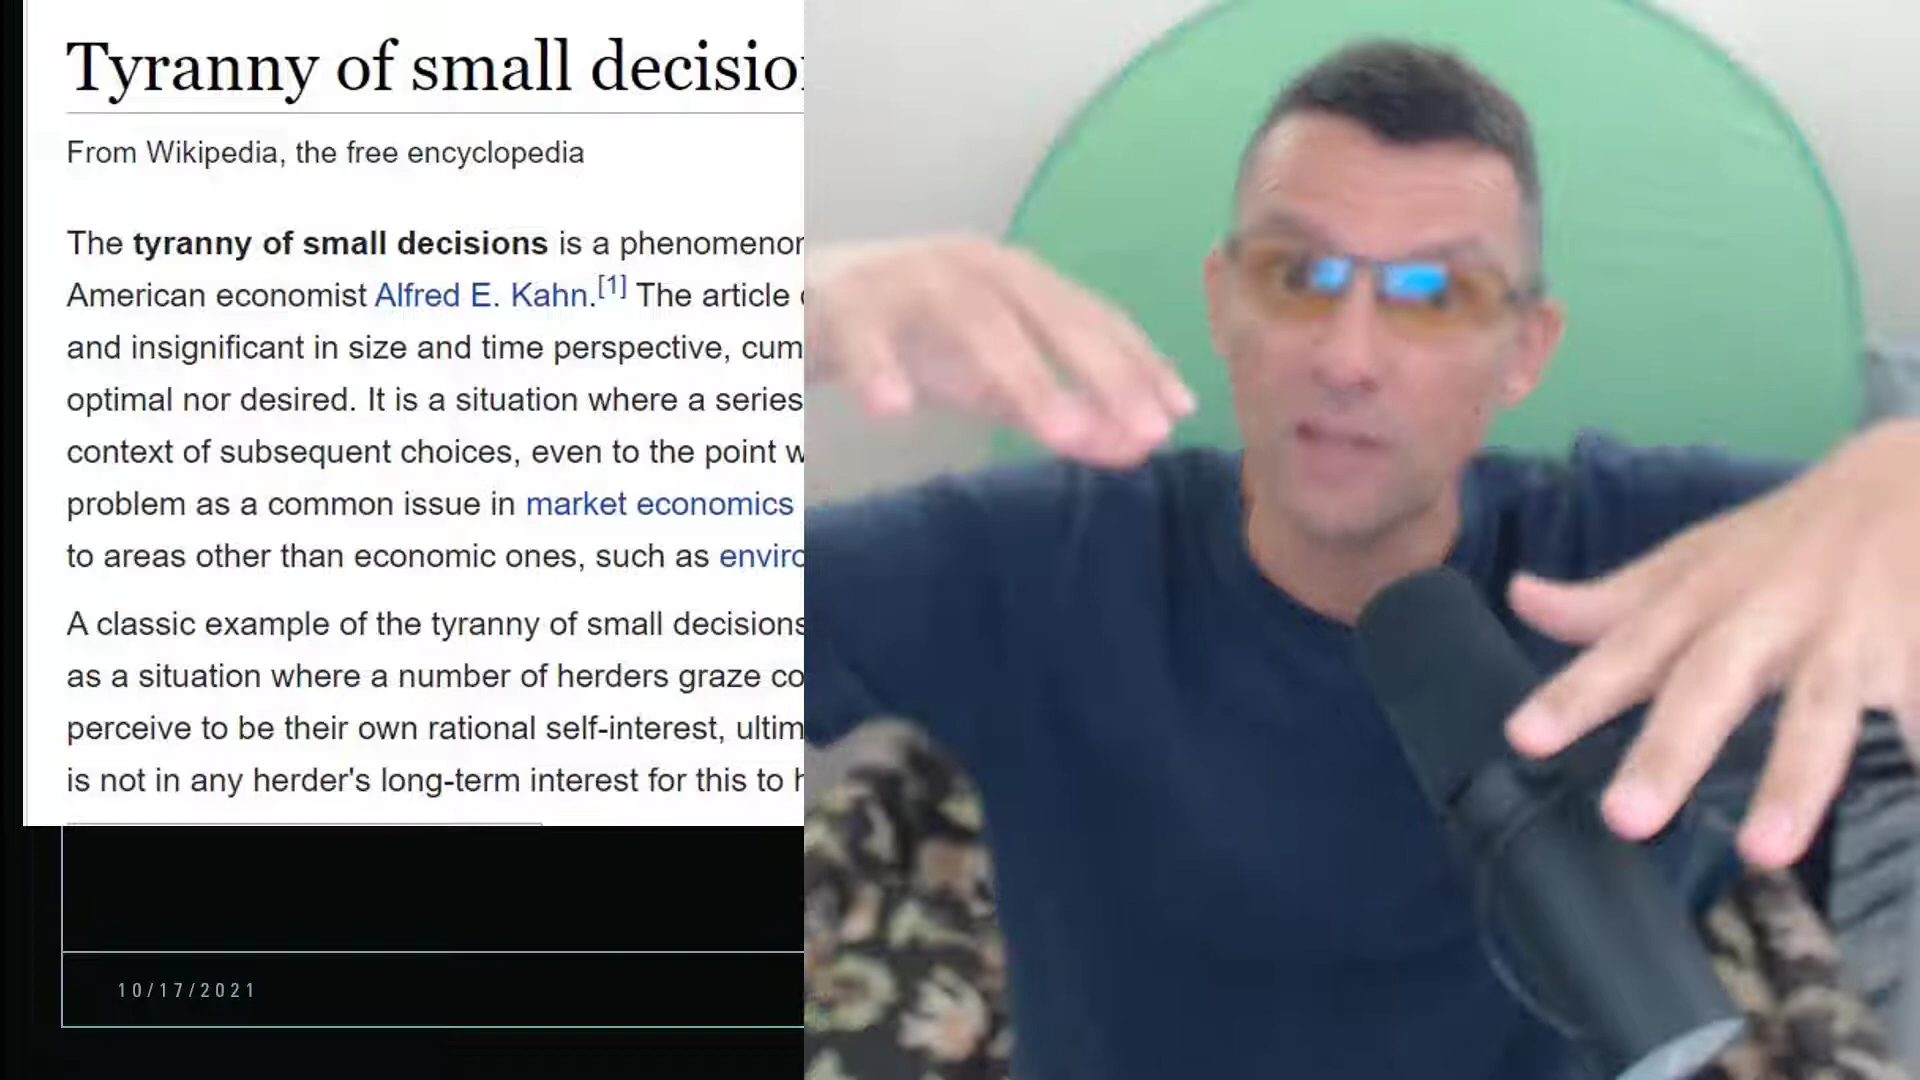 Tyranny of small decisio
From Wikipedia, the free encyclopedia
The tyranny of small decisions is a phenomenon
American economist Alfred E. Kahn.[1] The article
and insignificant in size and time perspective, cum
optimal nor desired. It is a situation where a series
context of subsequent choices, even to the point w
problem as a common issue in market economics
to areas other than economic ones, such as enviro
A classic example of the tyranny of small decisions
as a situation where a number of herders graze co
perceive to be their own rational self-interest, ultim
is not in any herder's long-term interest for this to h
10/17/2021